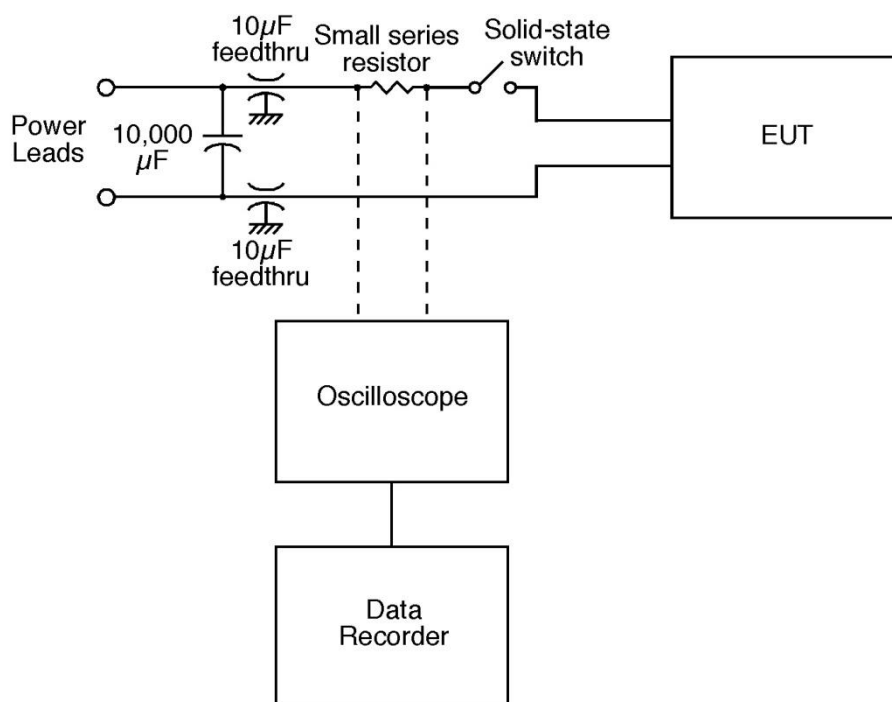 10µF
feedthru
Small series
resistor
Solid-state
switch
Power
Leads
10,000
µF
EUT
10µF
feedthru
Oscilloscope
Data
Recorder